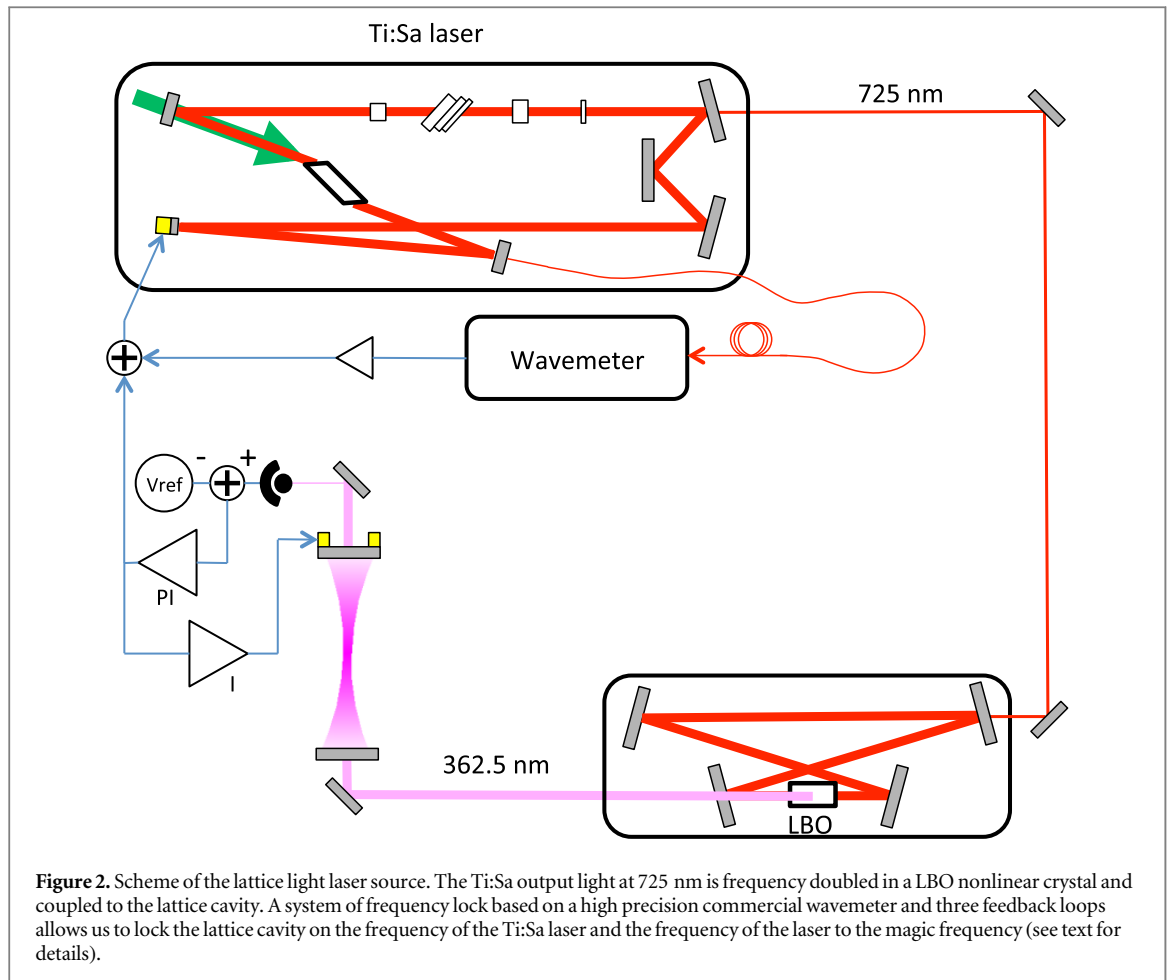 Ti:Sa laser
725 nm
Wavemeter
- +
Vref
PI
I
362.5 nm
LBO
Figure 2. Scheme of the lattice light laser source. The Ti:Sa output light at 725 nm is frequency doubled in a LBO nonlinear crystal and
coupled to the lattice cavity. A system of frequency lock based on a high precision commercial wavemeter and three feedback loops
allows us to lock the lattice cavity on the frequency of the Ti:Sa laser and the frequency of the laser to the magic frequency (see text for
details).